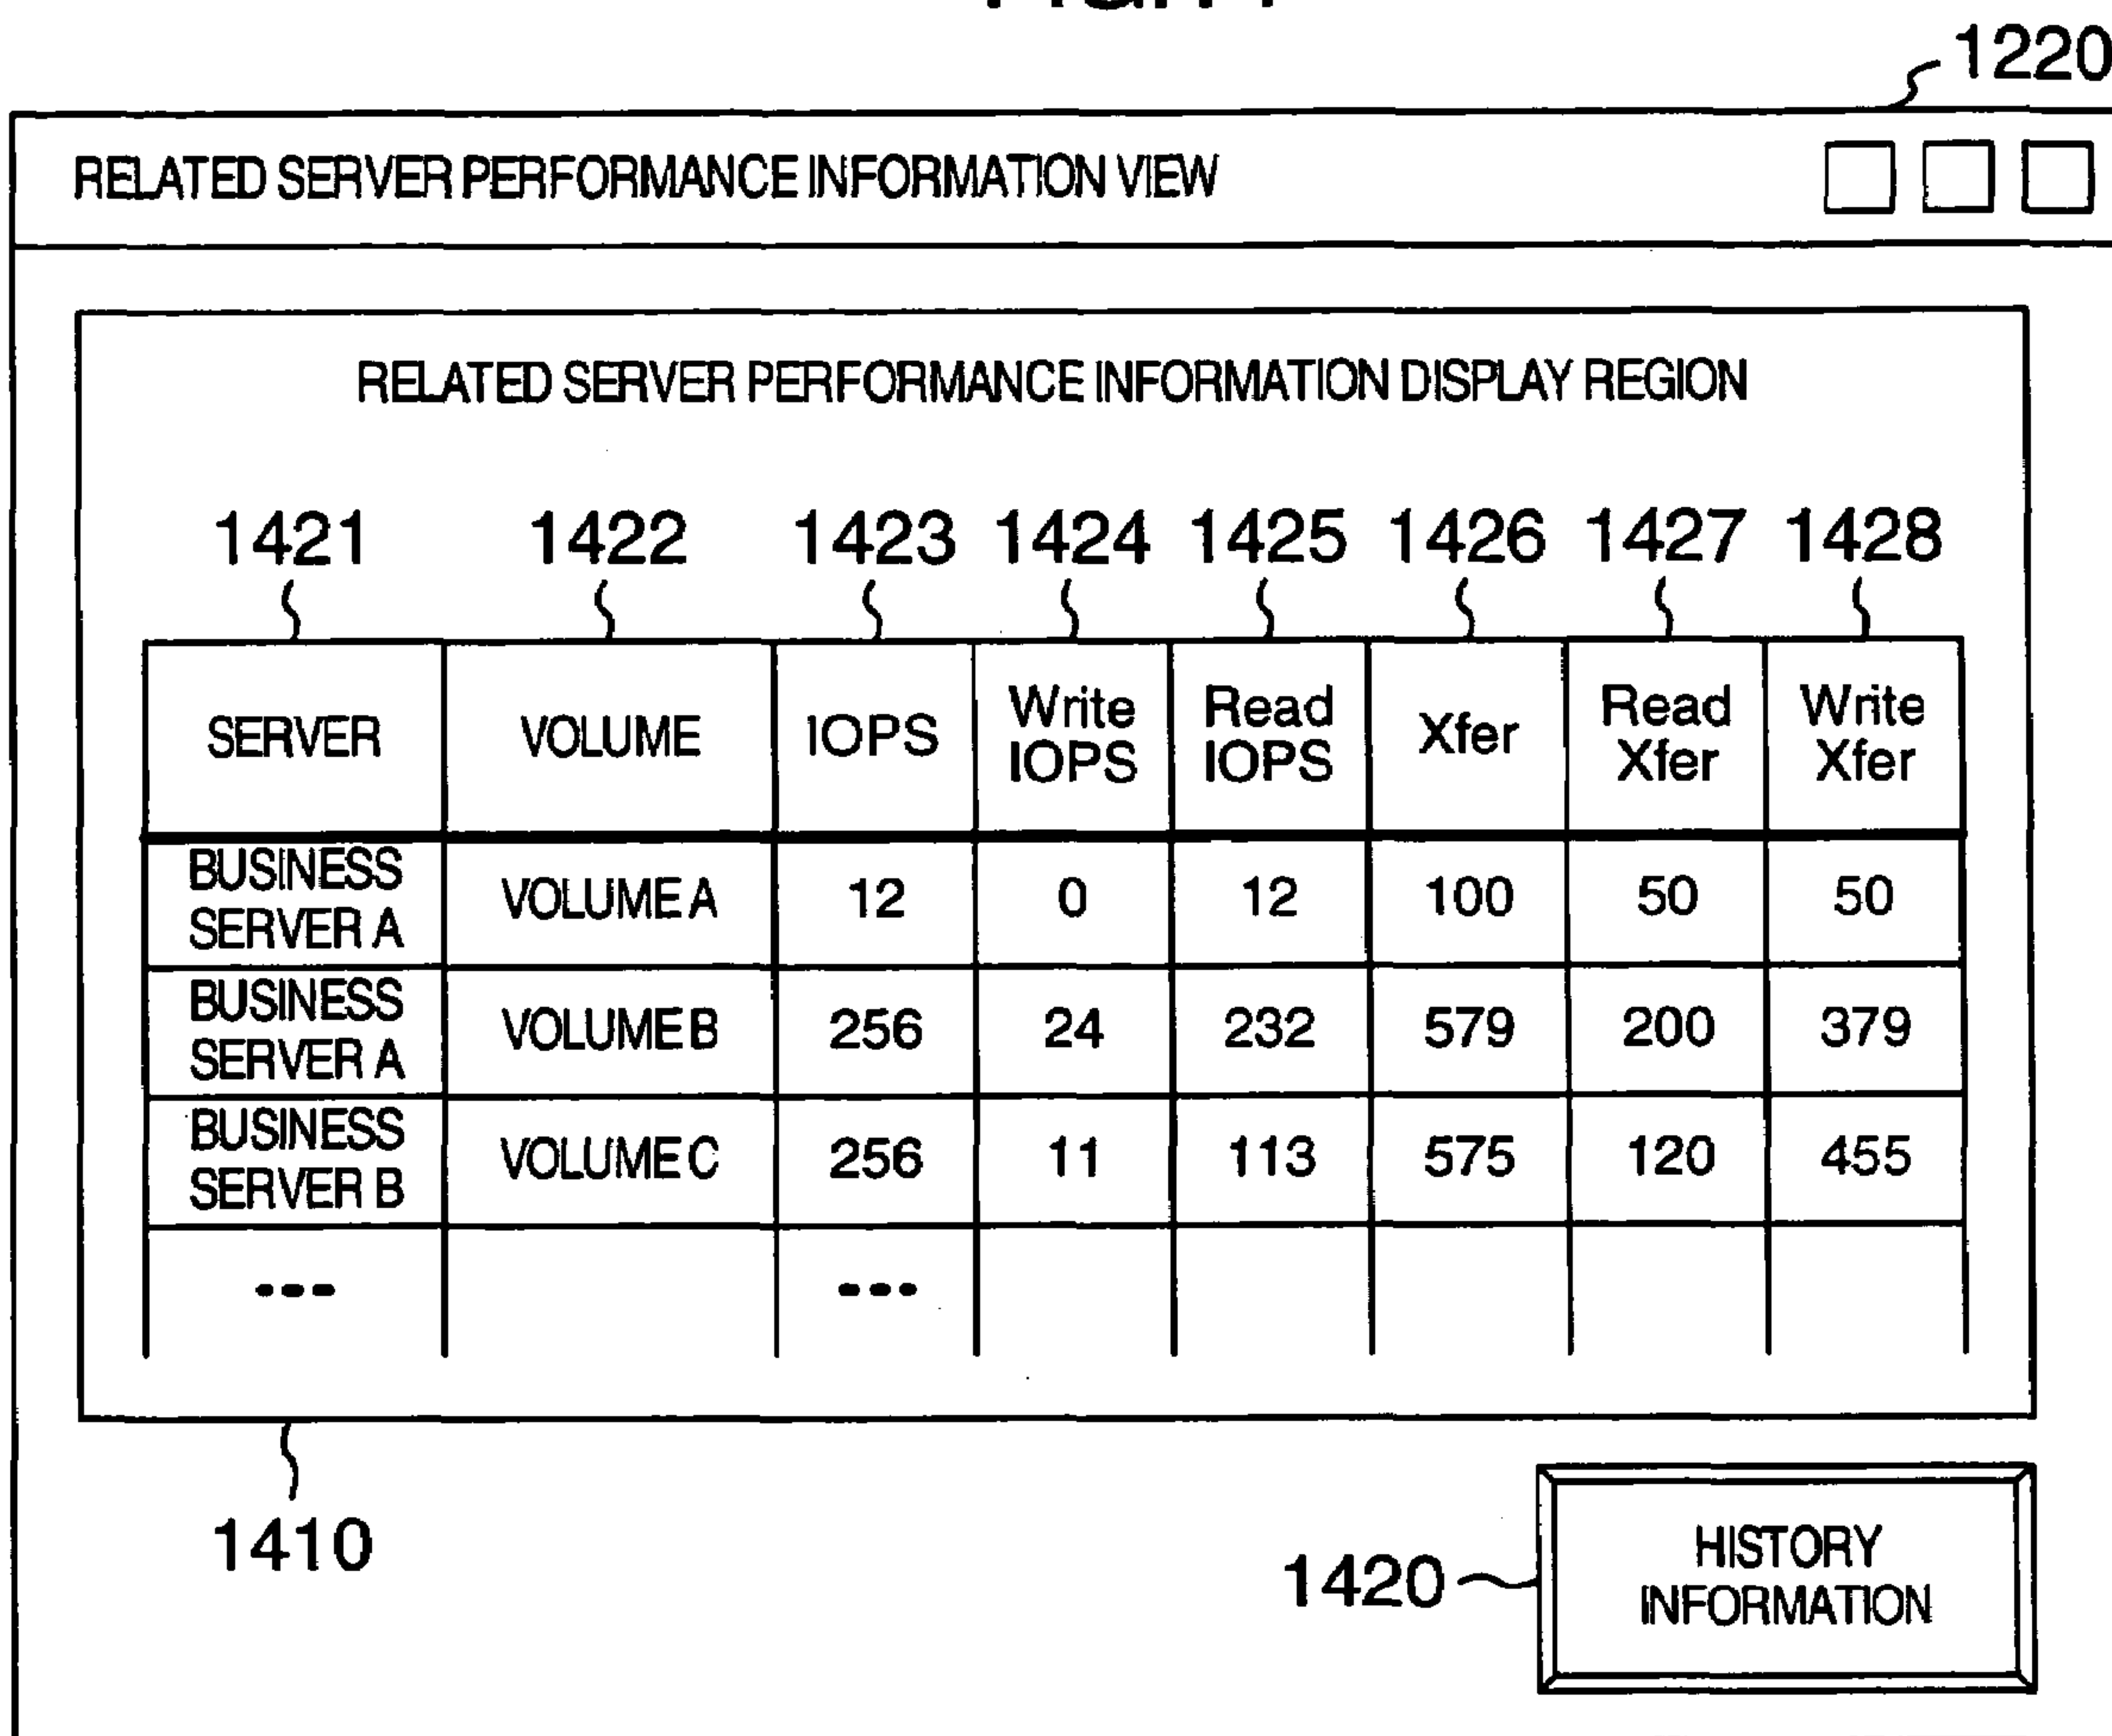 1220
RELATED SERVER PERFORMANCE INFORMATION VIEW
RELATED SERVER PERFORMANCE INFORMATION DISPLAY REGION
1421 1422 1423 1424 1425 1426 1427 1428
SERVER VOLUME IOPS Write IOPS Read IOPS Xfer Read Xfer Write Xfer
BUSINESS SERVER A VOLUME A 12 0 12 100 50 50
BUSINESS SERVER A VOLUME B 256 24 232 579 200 379
BUSINESS SERVER B VOLUME C 256 11 113 575 120 455
--- ---
1410
1420
HISTORY
INFORMATION